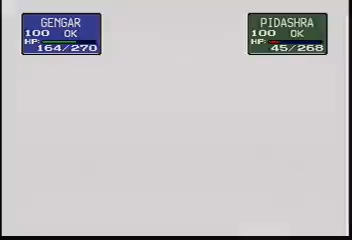 GENGAR
100 OK
HP:
164/270
PIDASHRA
100 OK
HP:
45/268